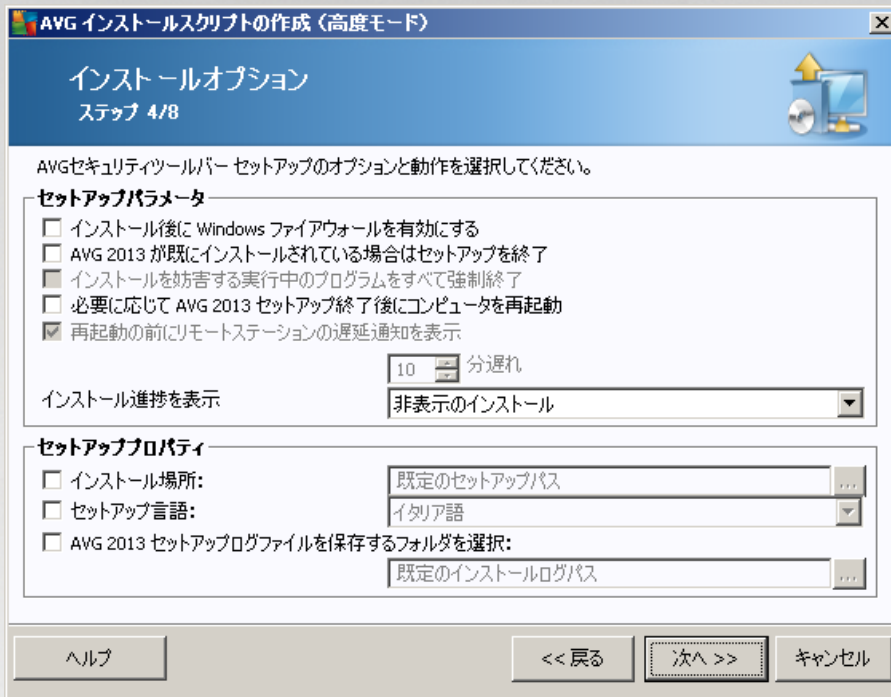 AVG インストールスクリプトの作成（高度モード）
インストールオプション
ステップ 4/8
AVGセキュリティツールバー セットアップのオプションと動作を選択してください。
セットアップパラメータ
インストール後に Windows ファイアウォールを有効にする
AVG 2013 が既にインストールされている場合はセットアップを終了
インストールを妨害する実行中のプログラムをすべて強制終了
必要に応じて AVG 2013 セットアップ終了後にコンピュータを再起動
再起動の前にリモートステーションの遅延通知を表示
10 分遅れ
インストール進捗を表示 非表示のインストール
セットアッププロパティ
インストール場所: 既定のセットアップパス ...
セットアップ言語: イタリア語
AVG 2013 セットアップログファイルを保存するフォルダを選択:
既定のインストールログパス ...
ヘルプ << 戻る 次へ >> キャンセル